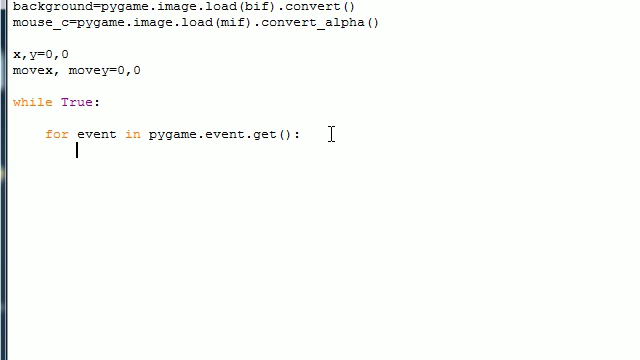 background=pygame.image.load(bif).convert()
mouse_c=pygame.image.load(mif).convert_alpha()
x,y=0,0
movex, movey=0,0
while True:
for event in pygame.event.get():